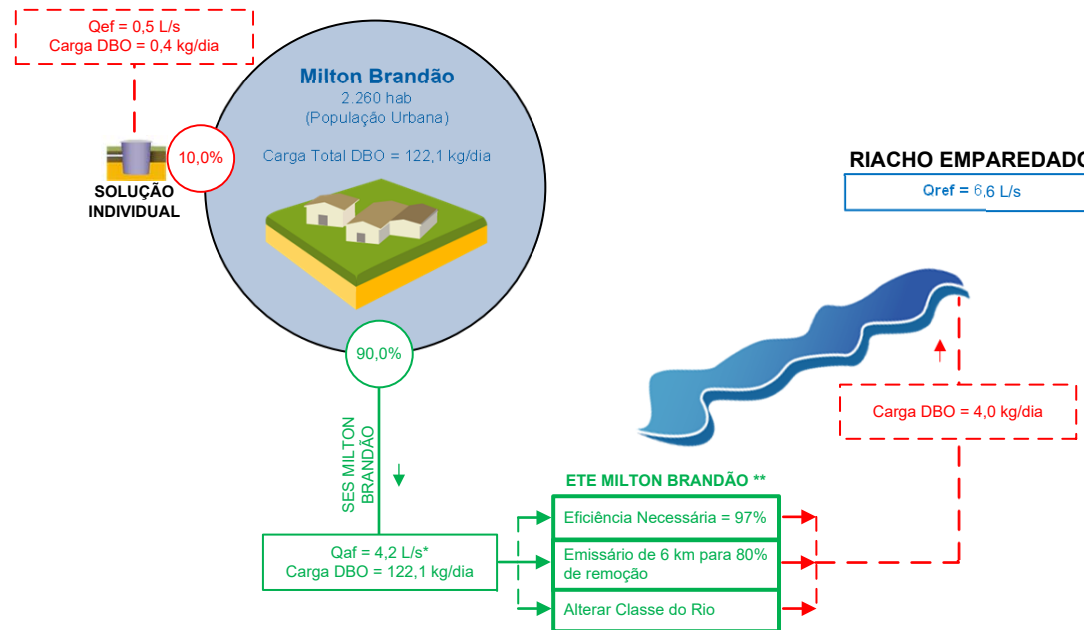 Qef = 0,5 L/s
Carga DBO = 0,4 kg/dia
Milton Brandão
2.260 hab
(População Urbana)
Carga Total DBO = 122,1 kg/dia
10,0%
SOLUÇÃO
INDIVIDUAL
RIACHO EMPAREDADO
Qref = 6,6 L/s
90,0%
SES MILTON
BRANDÃO
Carga DBO = 4,0 kg/dia
ETE MILTON BRANDÃO **
Eficiência Necessária = 97%
Qaf = 4,2 L/s*
Carga DBO = 122,1 kg/dia
Emissário de 6 km para 80%
de remoção
Alterar Classe do Rio